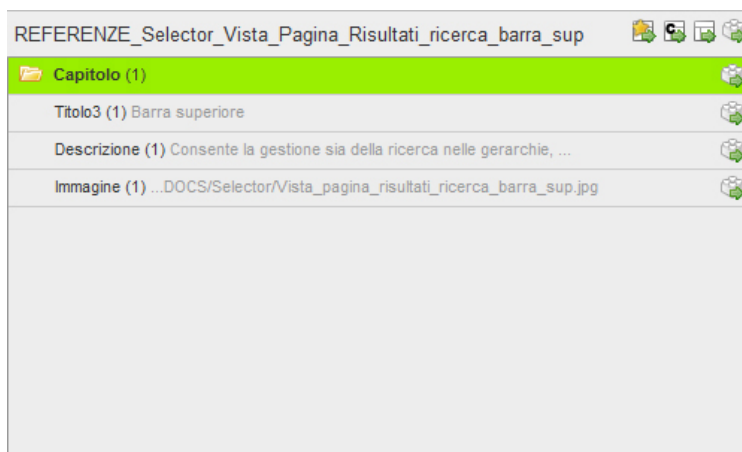 REFERENZE_Selector_Vista_Pagina_Risultati_ricerca_barra_sup
Capitolo (1)
Titolo3 (1) Barra superiore
Descrizione (1) Consente la gestione sia della ricerca nelle gerarchie, ...
Immagine (1) ...DOCS/Selector/Vista_pagina_risultati_ricerca_barra_sup.jpg